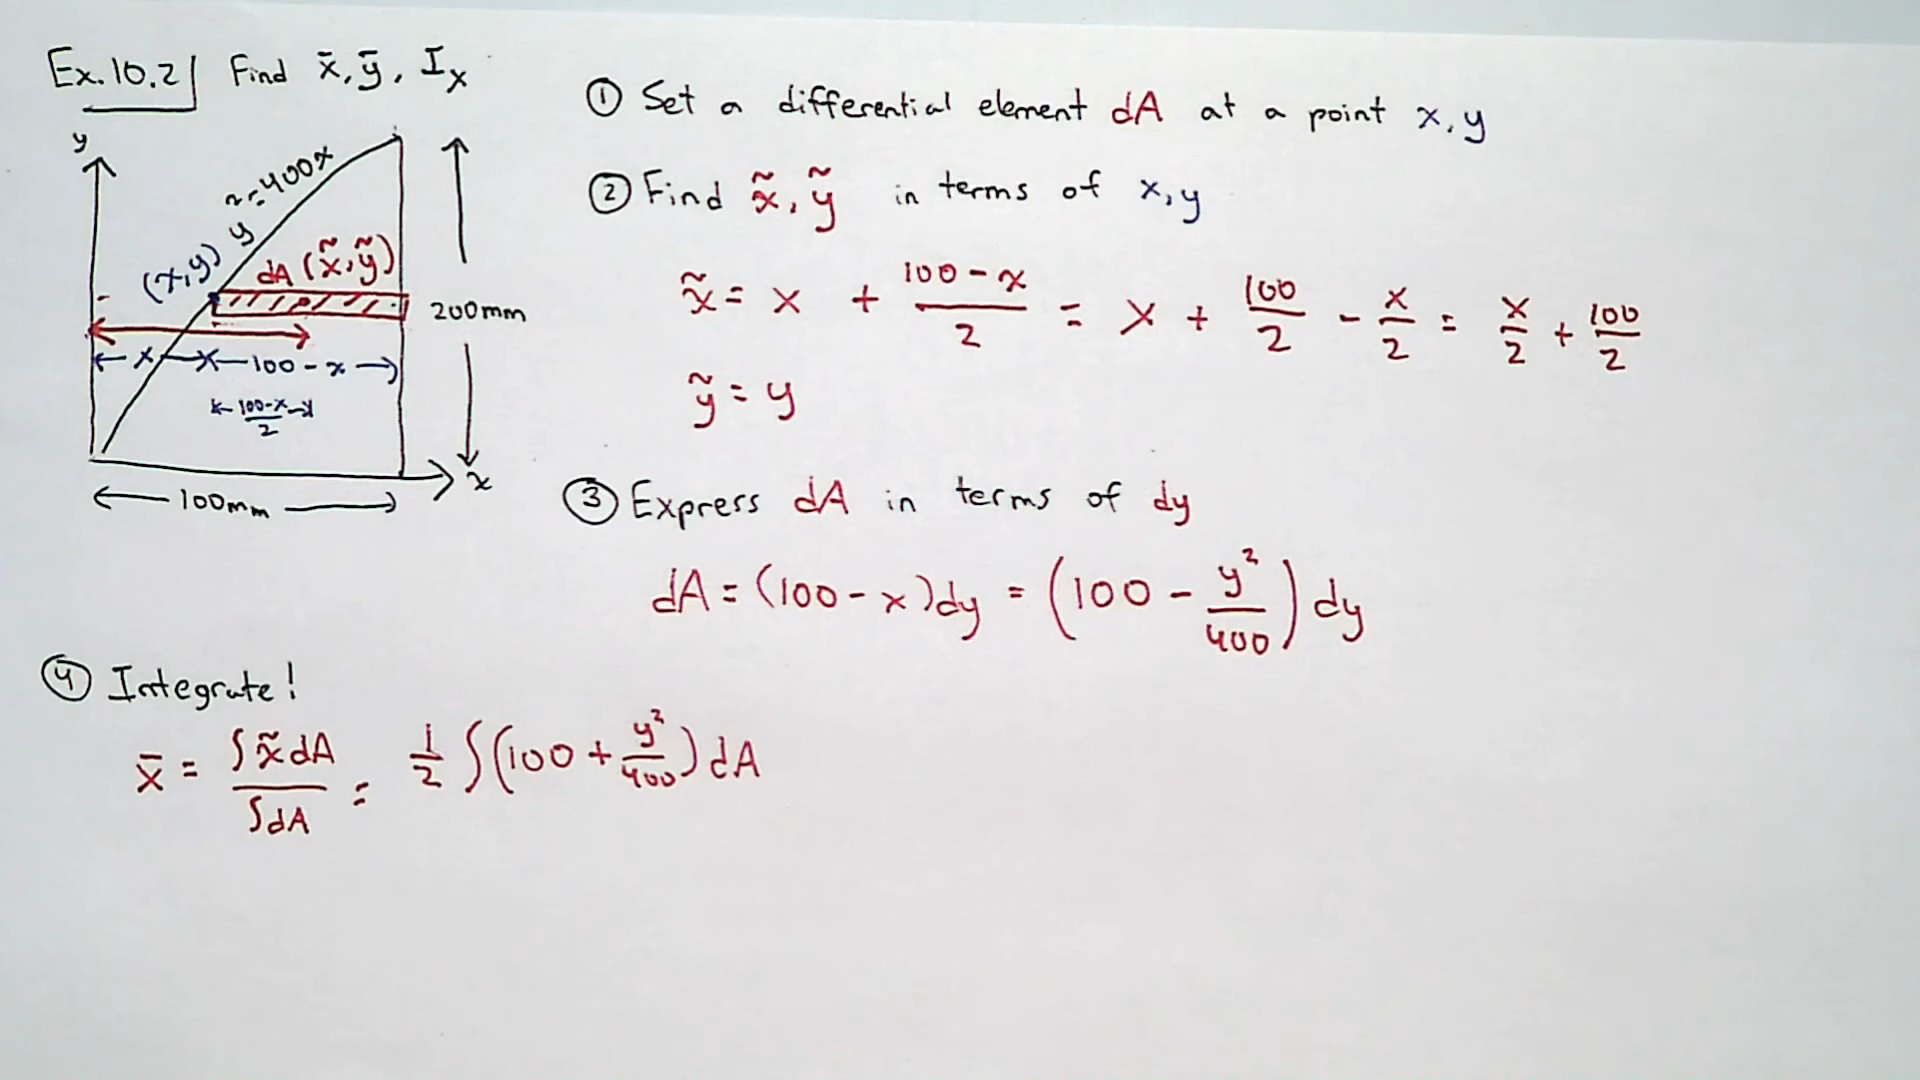 Ex. 10.2 Find x̄, ȳ, Ix
y
y² = 400x
(x,y)
dA (x̃,ỹ)
200mm
x
100 - x
(100-x)/2
x
100mm
① Set a differential element dA at a point x, y
② Find x̃, ỹ in terms of x, y
x̃ = x + (100 - x)/2 = x + 100/2 - x/2 = x/2 + 100/2
ỹ = y
③ Express dA in terms of dy
dA = (100 - x)dy = (100 - y²/400) dy
④ Integrate!
x̄ = ∫x̃dA / ∫dA = 1/2 ∫(100 + y²/400) dA